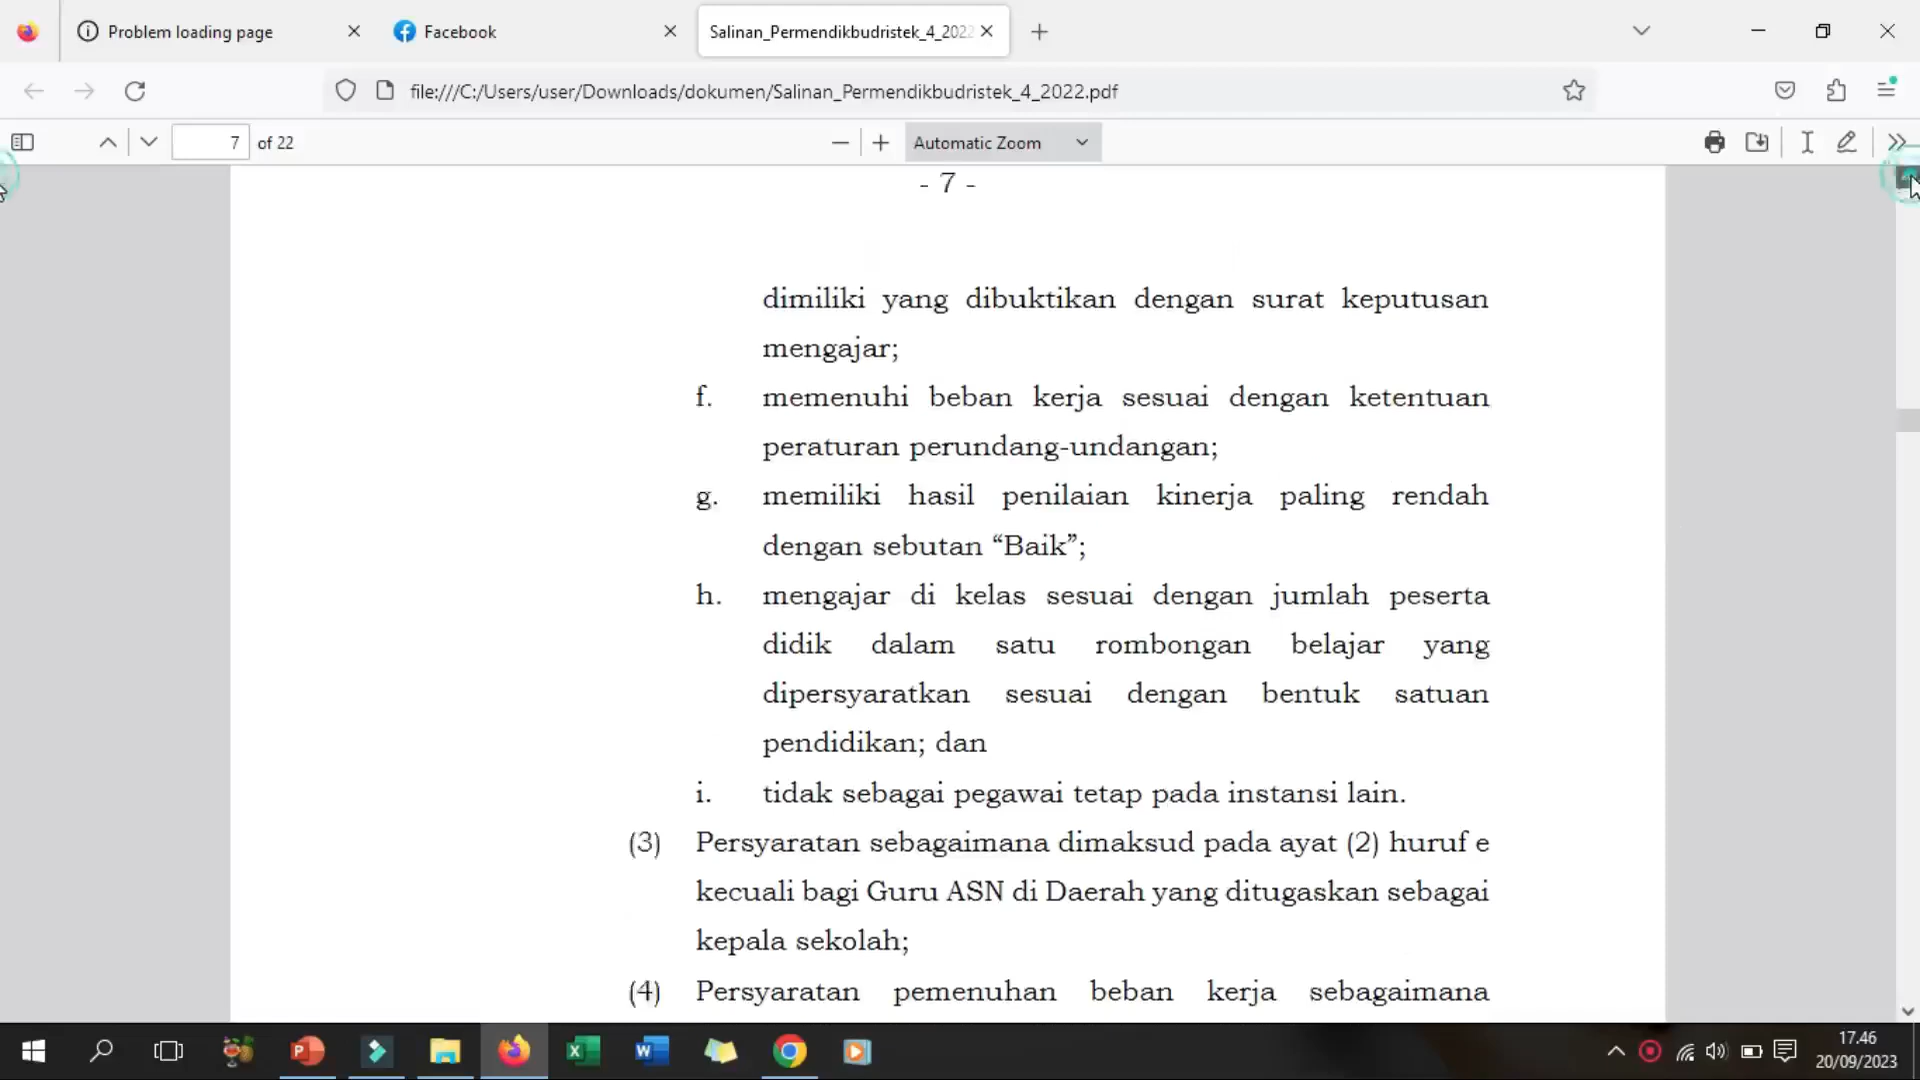 Problem loading page
Facebook
Salinan_Permendikbudristek_4_2022
file:///C:/Users/user/Downloads/dokumen/Salinan_Permendikbudristek_4_2022.pdf
7 of 22
Automatic Zoom
- 7 -
dimiliki yang dibuktikan dengan surat keputusan
mengajar;
f. memenuhi beban kerja sesuai dengan ketentuan
peraturan perundang-undangan;
g. memiliki hasil penilaian kinerja paling rendah
dengan sebutan “Baik”;
h. mengajar di kelas sesuai dengan jumlah peserta
didik dalam satu rombongan belajar yang
dipersyaratkan sesuai dengan bentuk satuan
pendidikan; dan
i. tidak sebagai pegawai tetap pada instansi lain.
(3) Persyaratan sebagaimana dimaksud pada ayat (2) huruf e
kecuali bagi Guru ASN di Daerah yang ditugaskan sebagai
kepala sekolah;
(4) Persyaratan pemenuhan beban kerja sebagaimana
17.46
20/09/2023